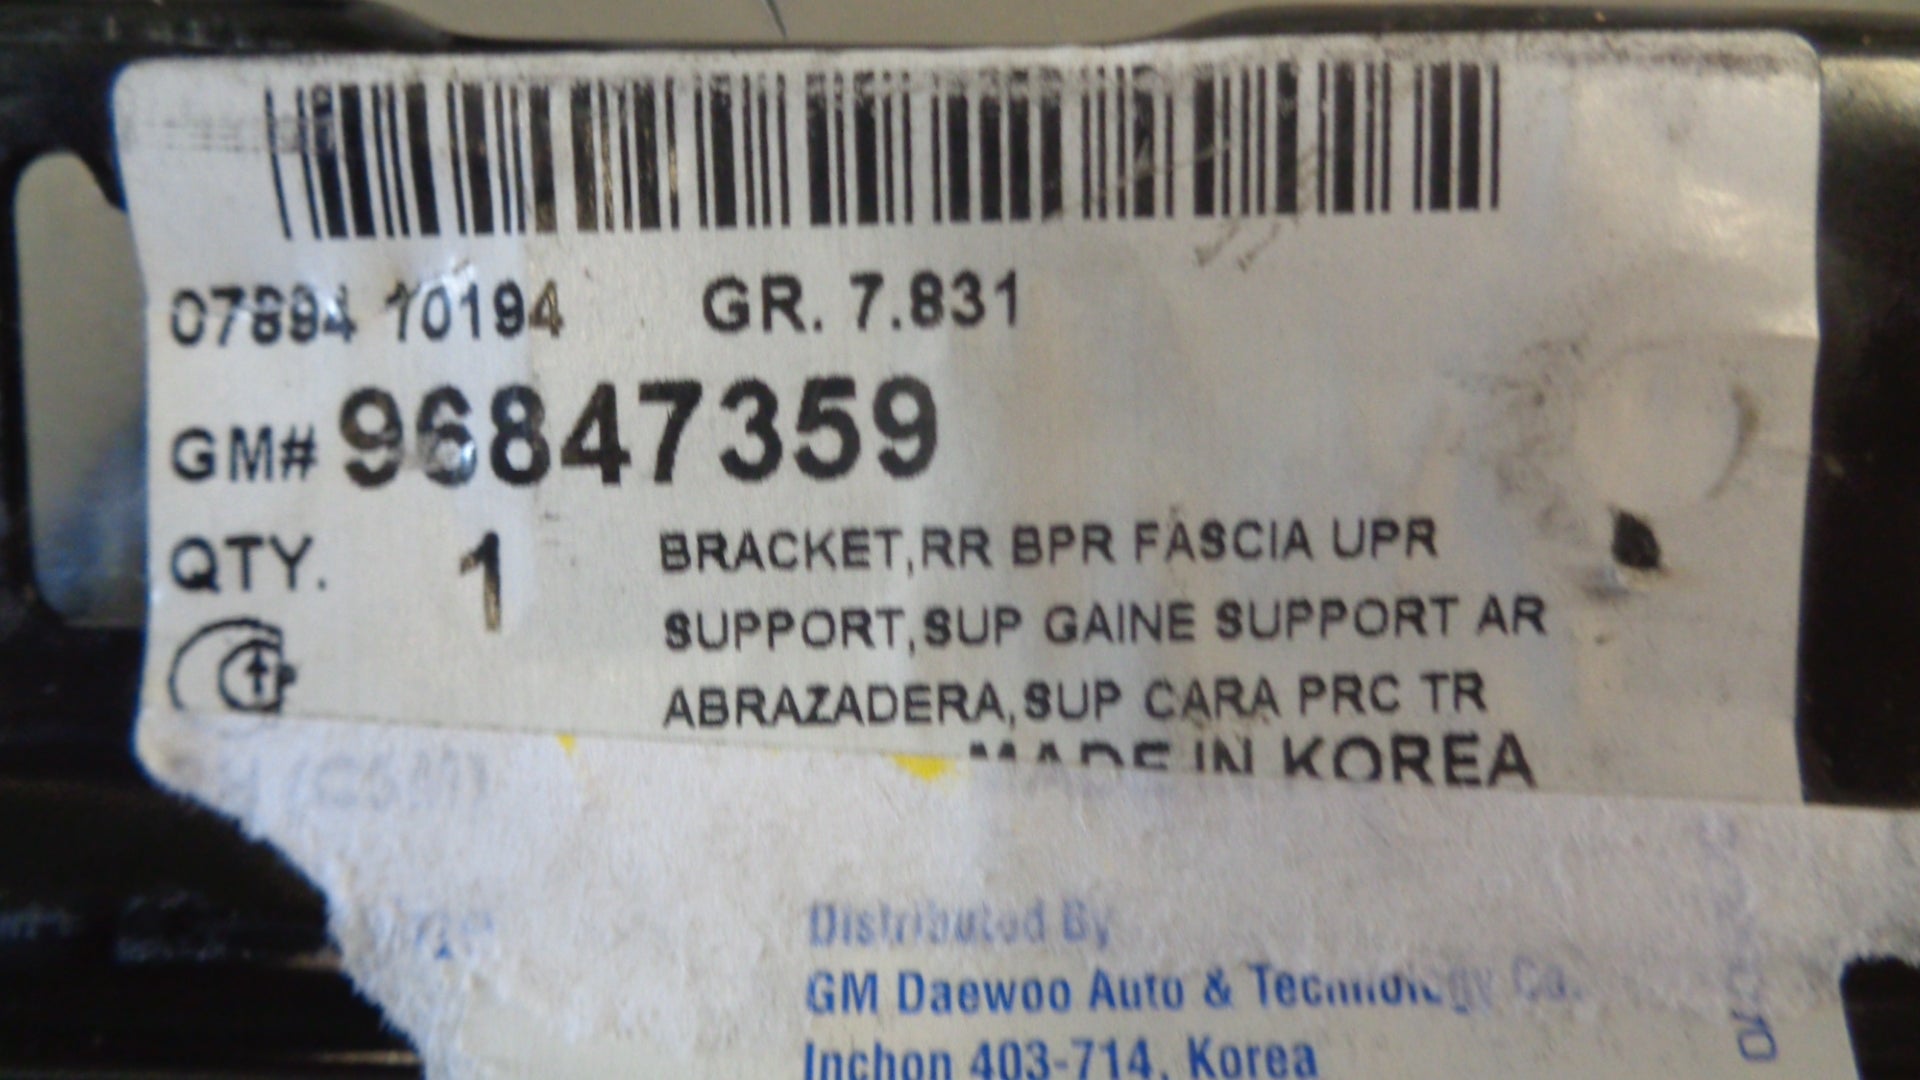 07894 10194 GR. 7.831
GM# 96847359
QTY. 1 BRACKET,RR BPR FASCIA UPR
SUPPORT,SUP GAINE SUPPORT AR
ABRAZADERA,SUP CARA PRC TR
MADE IN KOREA
Distributed By
GM Daewoo Auto & Technology Co.
Inchon 403-714, Korea